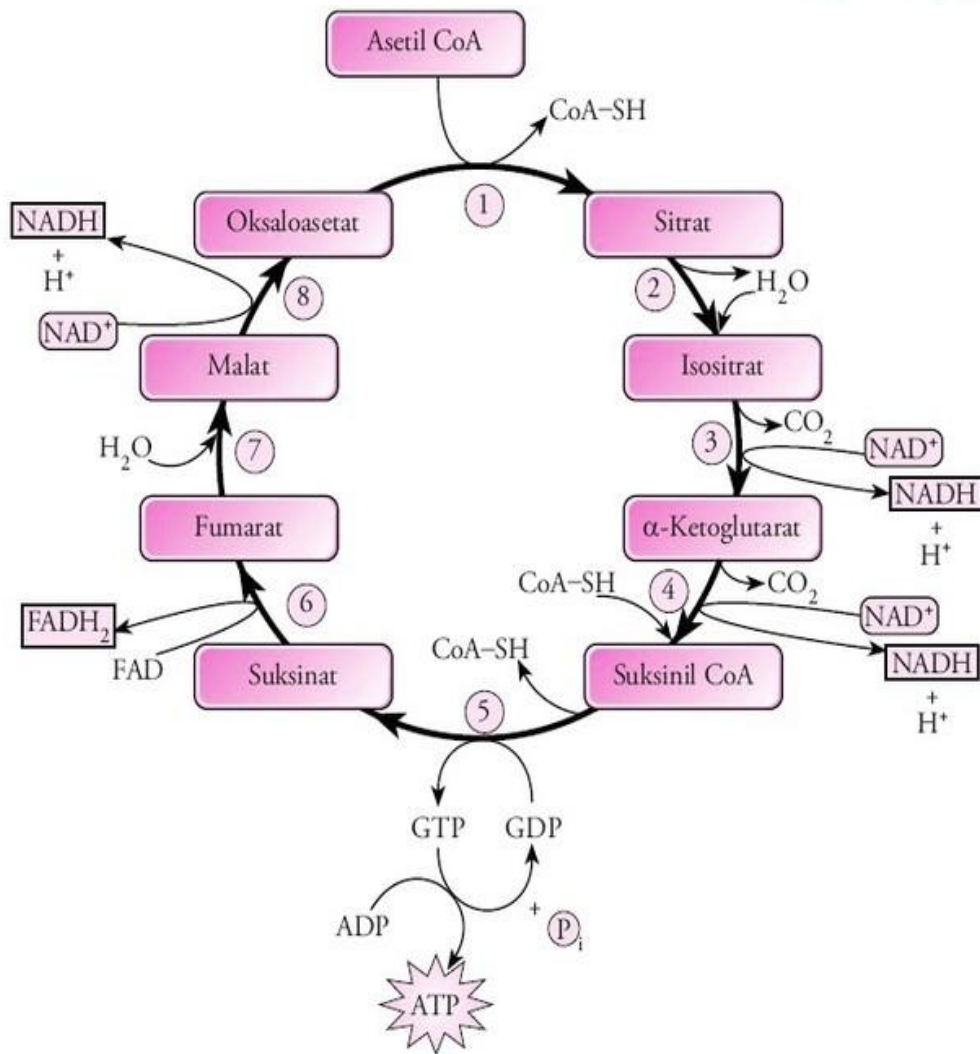 Asetil CoA
CoA–SH
1
Oksaloasetat
Sitrat
NADH
+
H⁺
NAD⁺
8
2
H₂O
Malat
Isositrat
H₂O
7
3
CO₂
NAD⁺
NADH
+
H⁺
Fumarat
α-Ketoglutarat
FADH₂
FAD
6
CoA–SH
4
CO₂
NAD⁺
NADH
+
H⁺
Suksinat
CoA–SH
Suksinil CoA
5
GTP
GDP
ADP
+
Pᵢ
ATP